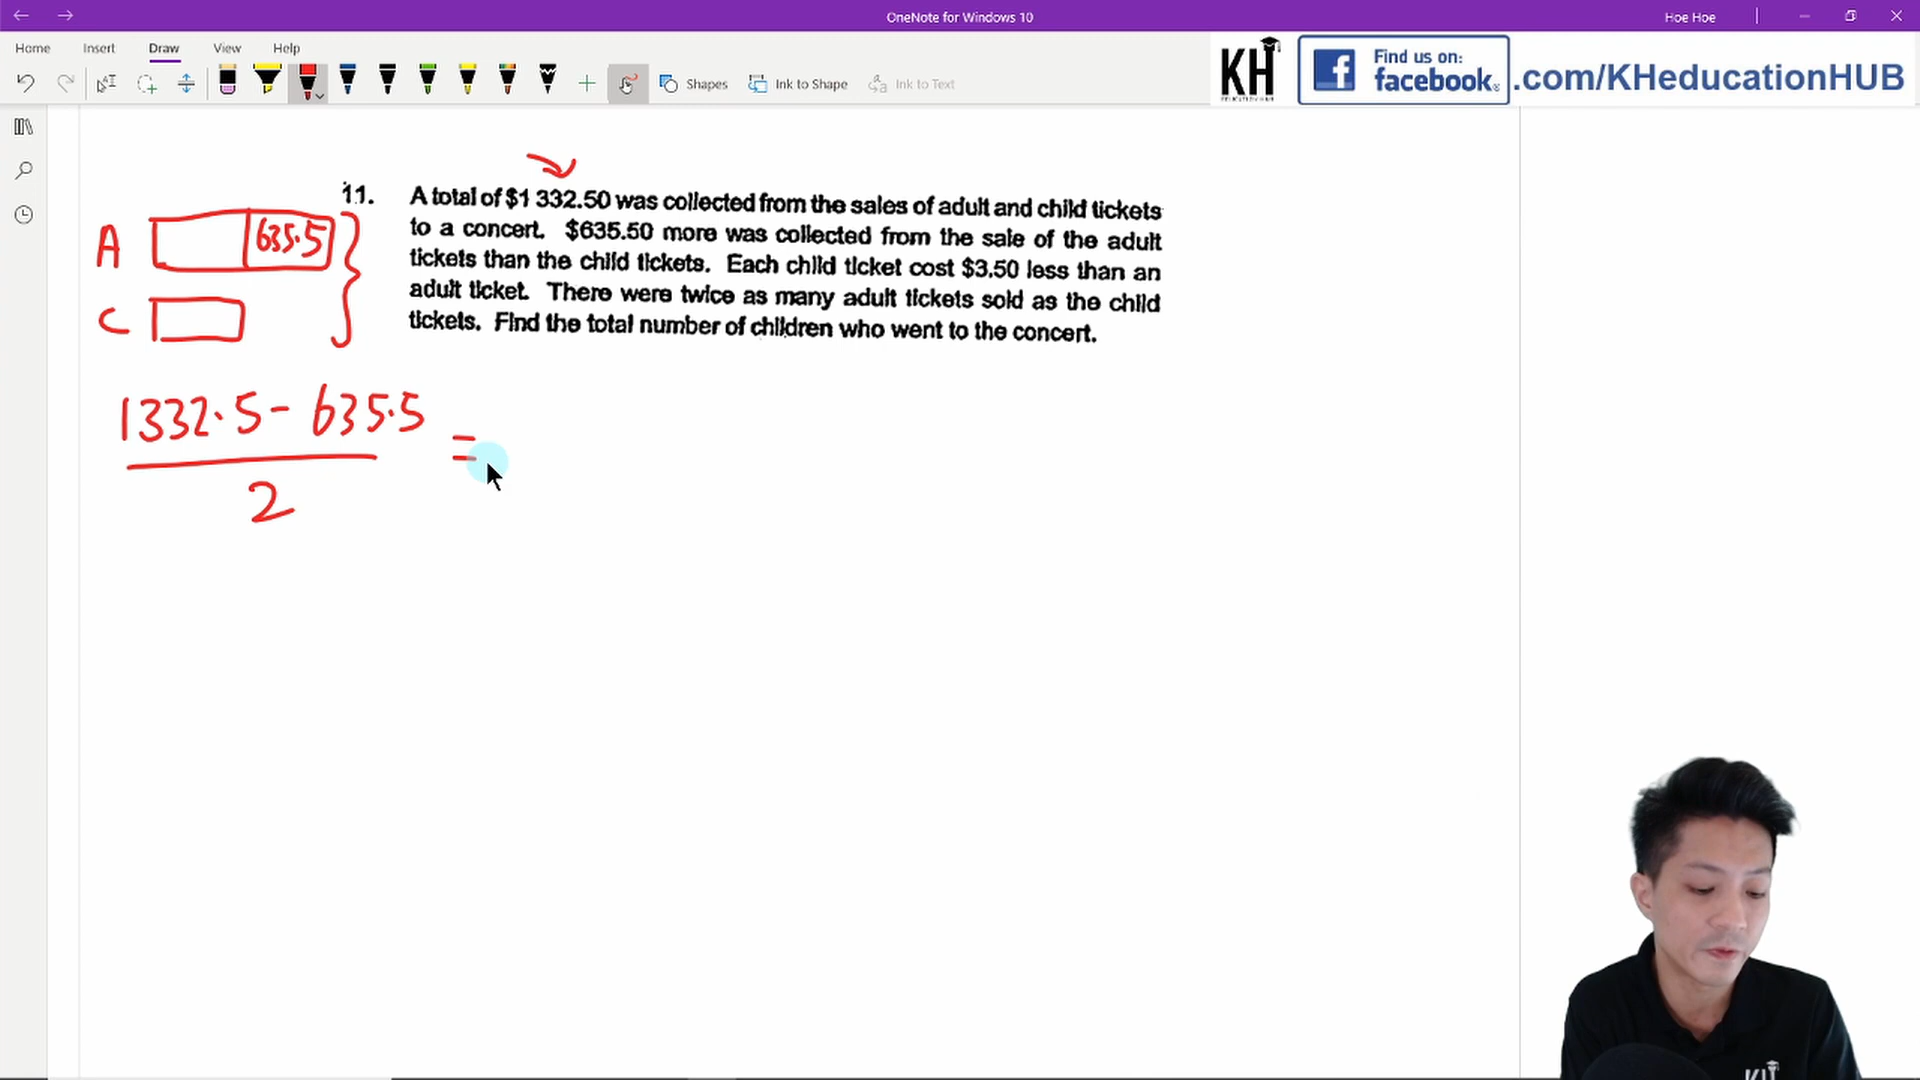 OneNote for Windows 10
Hoe Hoe
Home Insert Draw View Help
Shapes Ink to Shape Ink to Text
KH
EDUCATION HUB
Find us on:
facebook .com/KHeducationHUB
11. A total of $1 332.50 was collected from the sales of adult and child tickets
to a concert. $635.50 more was collected from the sale of the adult
tickets than the child tickets. Each child ticket cost $3.50 less than an
adult ticket. There were twice as many adult tickets sold as the child
tickets. Find the total number of children who went to the concert.
A 635.5
C
1332.5 - 635.5 =
2
KH